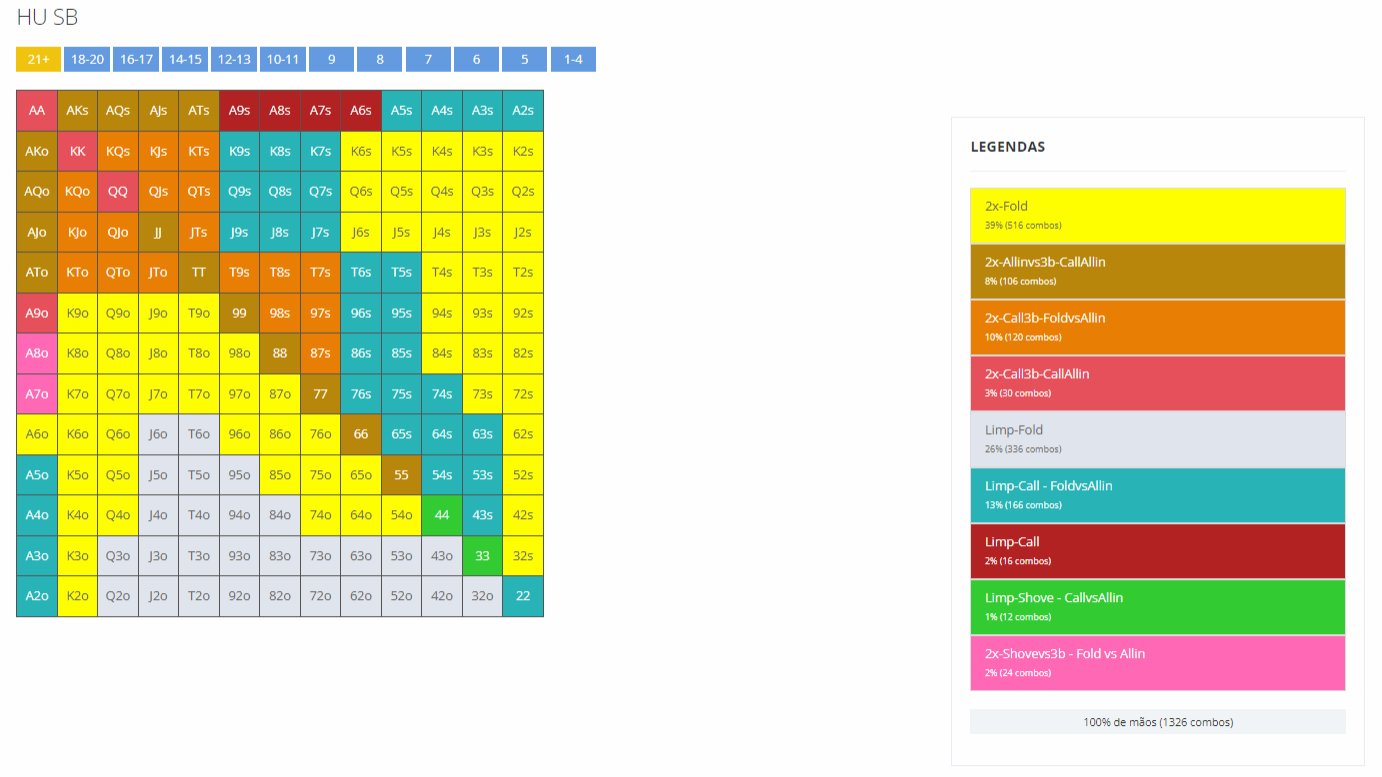 HU SB
21+ 18-20 16-17 14-15 12-13 10-11 9 8 7 6 5 1-4
AA AKs AQs AJs ATs A9s A8s A7s A6s A5s A4s A3s A2s
AKo KK KQs KJs KTs K9s K8s K7s K6s K5s K4s K3s K2s
AQo KQo QQ QJs QTs Q9s Q8s Q7s Q6s Q5s Q4s Q3s Q2s
AJo KJo QJo JJ JTs J9s J8s J7s J6s J5s J4s J3s J2s
ATo KTo QTo JTo TT T9s T8s T7s T6s T5s T4s T3s T2s
A9o K9o Q9o J9o T9o 99 98s 97s 96s 95s 94s 93s 92s
A8o K8o Q8o J8o T8o 98o 88 87s 86s 85s 84s 83s 82s
A7o K7o Q7o J7o T7o 97o 87o 77 76s 75s 74s 73s 72s
A6o K6o Q6o J6o T6o 96o 86o 76o 66 65s 64s 63s 62s
A5o K5o Q5o J5o T5o 95o 85o 75o 65o 55 54s 53s 52s
A4o K4o Q4o J4o T4o 94o 84o 74o 64o 54o 44 43s 42s
A3o K3o Q3o J3o T3o 93o 83o 73o 63o 53o 43o 33 32s
A2o K2o Q2o J2o T2o 92o 82o 72o 62o 52o 42o 32o 22
LEGENDAS
2x-Fold
39% (516 combos)
2x-Allinvs3b-CallAllin
8% (106 combos)
2x-Call3b-FoldvsAllin
10% (120 combos)
2x-Call3b-CallAllin
3% (30 combos)
Limp-Fold
26% (336 combos)
Limp-Call - FoldvsAllin
13% (166 combos)
Limp-Call
2% (16 combos)
Limp-Shove - CallvsAllin
1% (12 combos)
2x-Shovevs3b - Fold vs Allin
2% (24 combos)
100% de mãos (1326 combos)